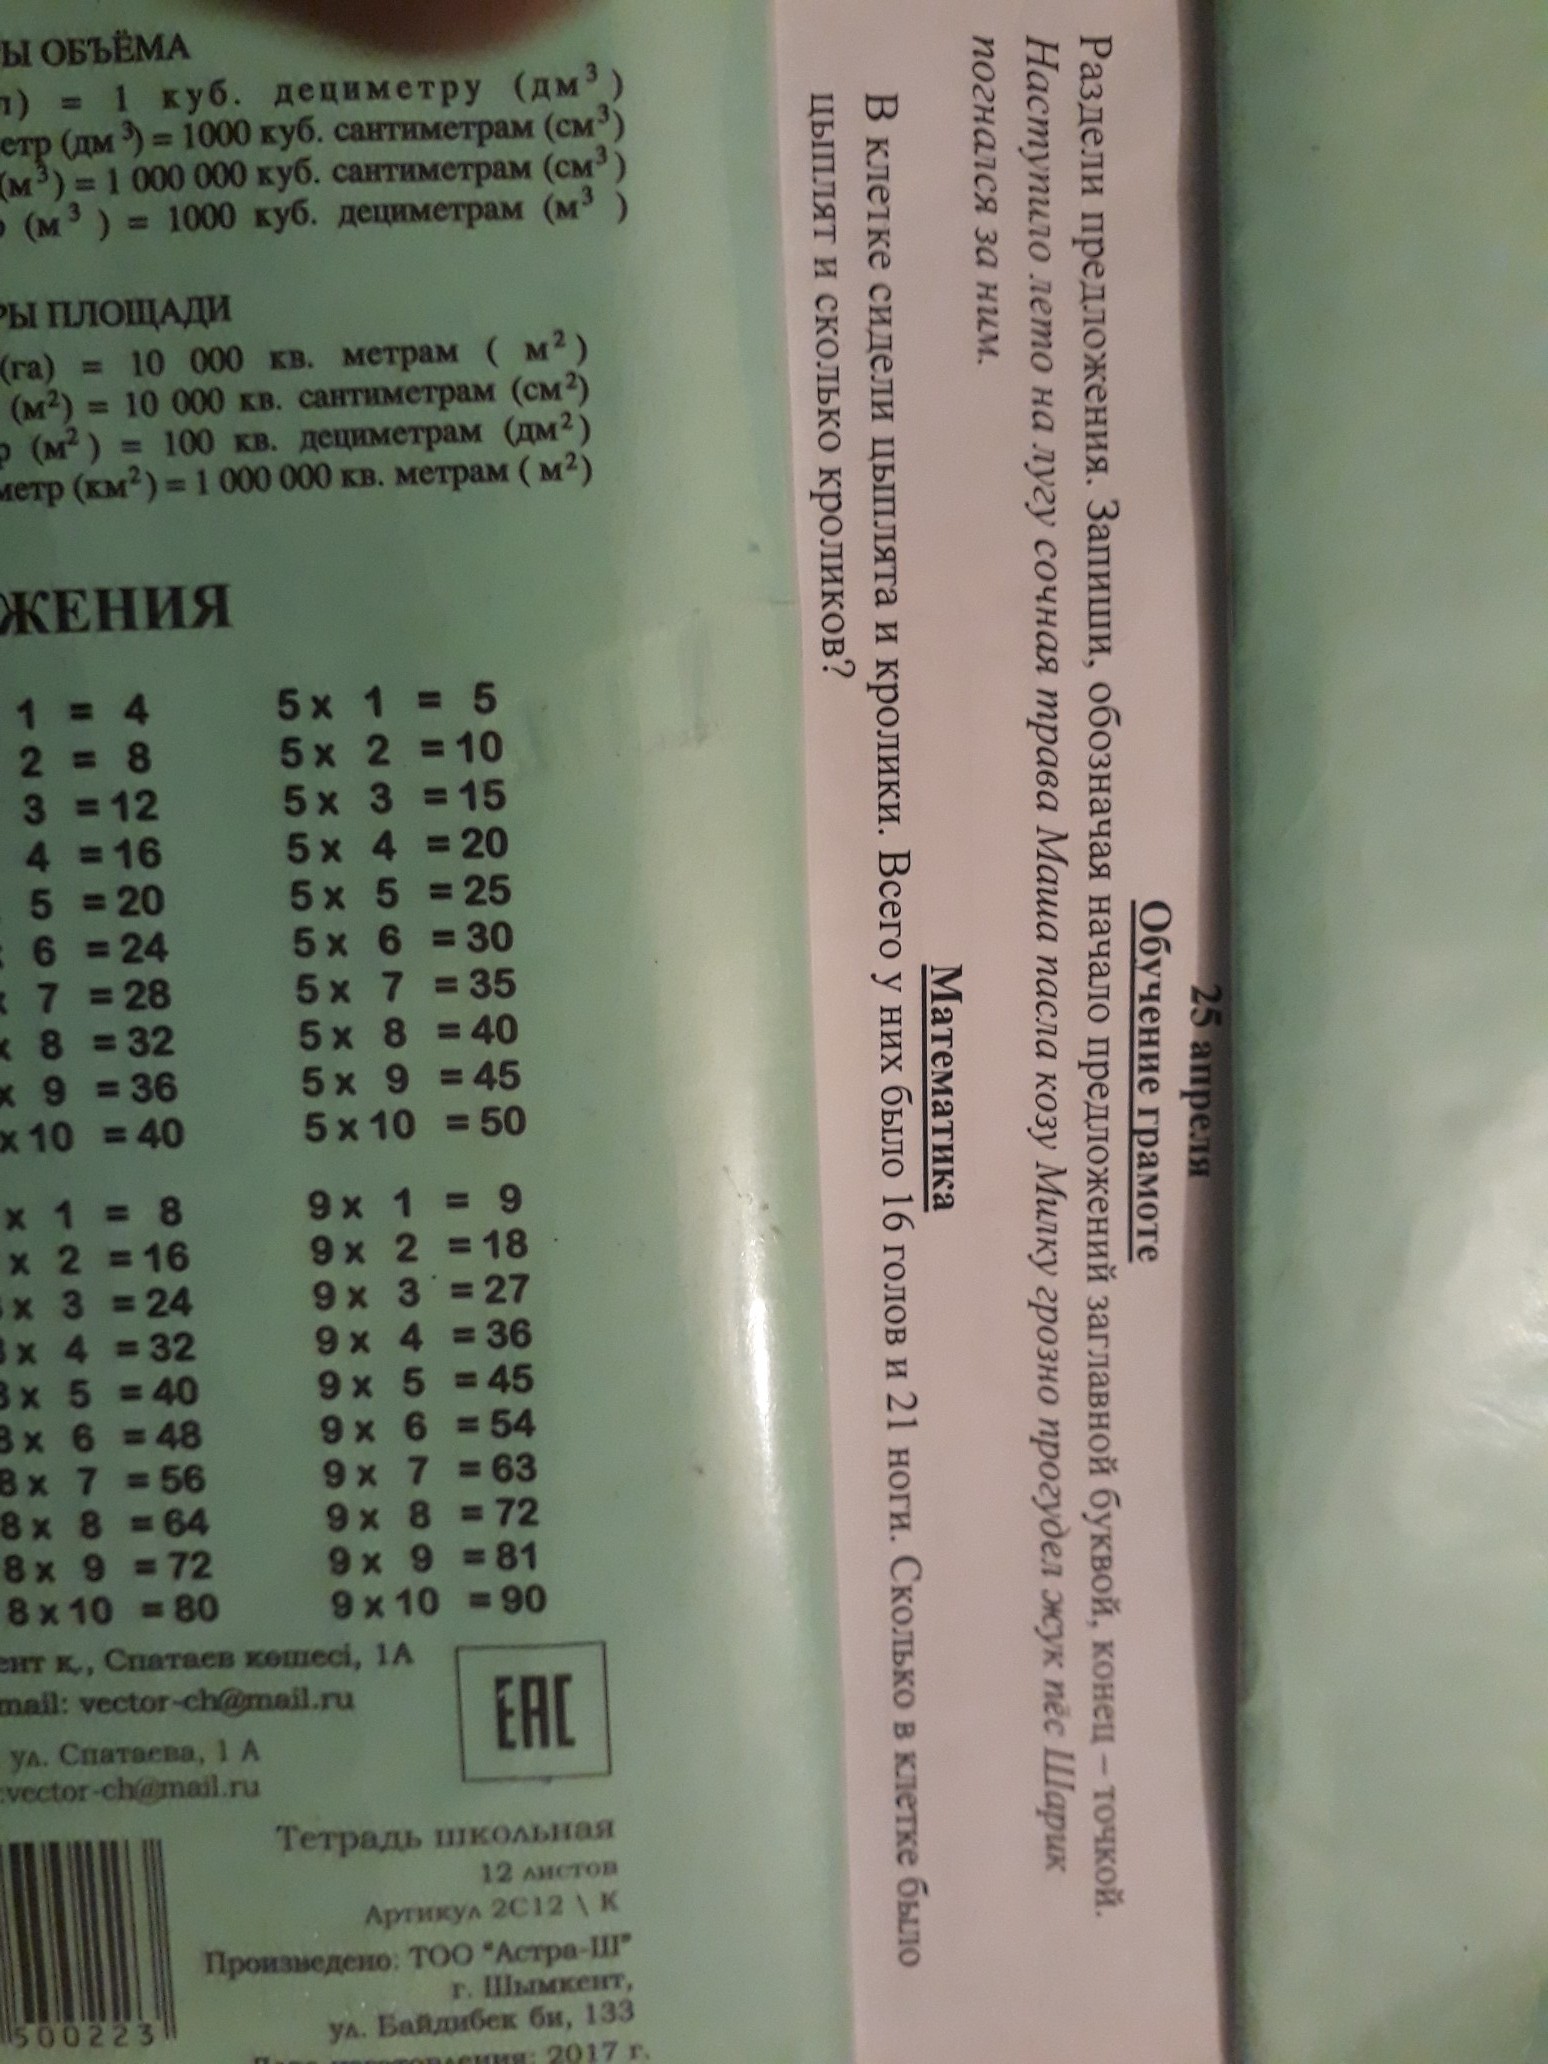 25 апреля
Обучение грамоте
Раздели предложения. Запиши, обозначая начало предложений заглавной буквой, конец – точкой.
Наступило лето на лугу сочная трава Маша пасла козу Милку грозно прогудел жук пёс Шарик
погнался за ним.
Математика
В клетке сидели цыплята и кролики. Всего у них было 16 голов и 21 ноги. Сколько в клетке было
цыплят и сколько кроликов?
Ы ОБЪЁМА
) = 1 куб. дециметру (дм³)
етр (дм³) = 1000 куб. сантиметрам (см³)
(м³) = 1 000 000 куб. сантиметрам (см³)
(м³) = 1000 куб. дециметрам (м³)
РЫ ПЛОЩАДИ
(га) = 10 000 кв. метрам (м²)
(м²) = 10 000 кв. сантиметрам (см²)
р (м²) = 100 кв. дециметрам (дм²)
метр (км²) = 1 000 000 кв. метрам (м²)
ЖЕНИЯ
1 = 4 5 x 1 = 5
2 = 8 5 x 2 = 10
3 = 12 5 x 3 = 15
4 = 16 5 x 4 = 20
5 = 20 5 x 5 = 25
6 = 24 5 x 6 = 30
x 7 = 28 5 x 7 = 35
x 8 = 32 5 x 8 = 40
x 9 = 36 5 x 9 = 45
x 10 = 40 5 x 10 = 50
x 1 = 8 9 x 1 = 9
x 2 = 16 9 x 2 = 18
x 3 = 24 9 x 3 = 27
x 4 = 32 9 x 4 = 36
8 x 5 = 40 9 x 5 = 45
8 x 6 = 48 9 x 6 = 54
8 x 7 = 56 9 x 7 = 63
8 x 8 = 64 9 x 8 = 72
8 x 9 = 72 9 x 9 = 81
8 x 10 = 80 9 x 10 = 90
ент қ., Спатаев көшесі, 1А
mail: vector-ch@mail.ru
ул. Спатаева, 1 А
:vector-ch@mail.ru
EAC
Тетрадь школьная
12 листов
Артикул 2С12 \ К
Произведено: ТОО "Астра-Ш"
г. Шымкент,
ул. Байдибек би, 133
2017 г.
500223